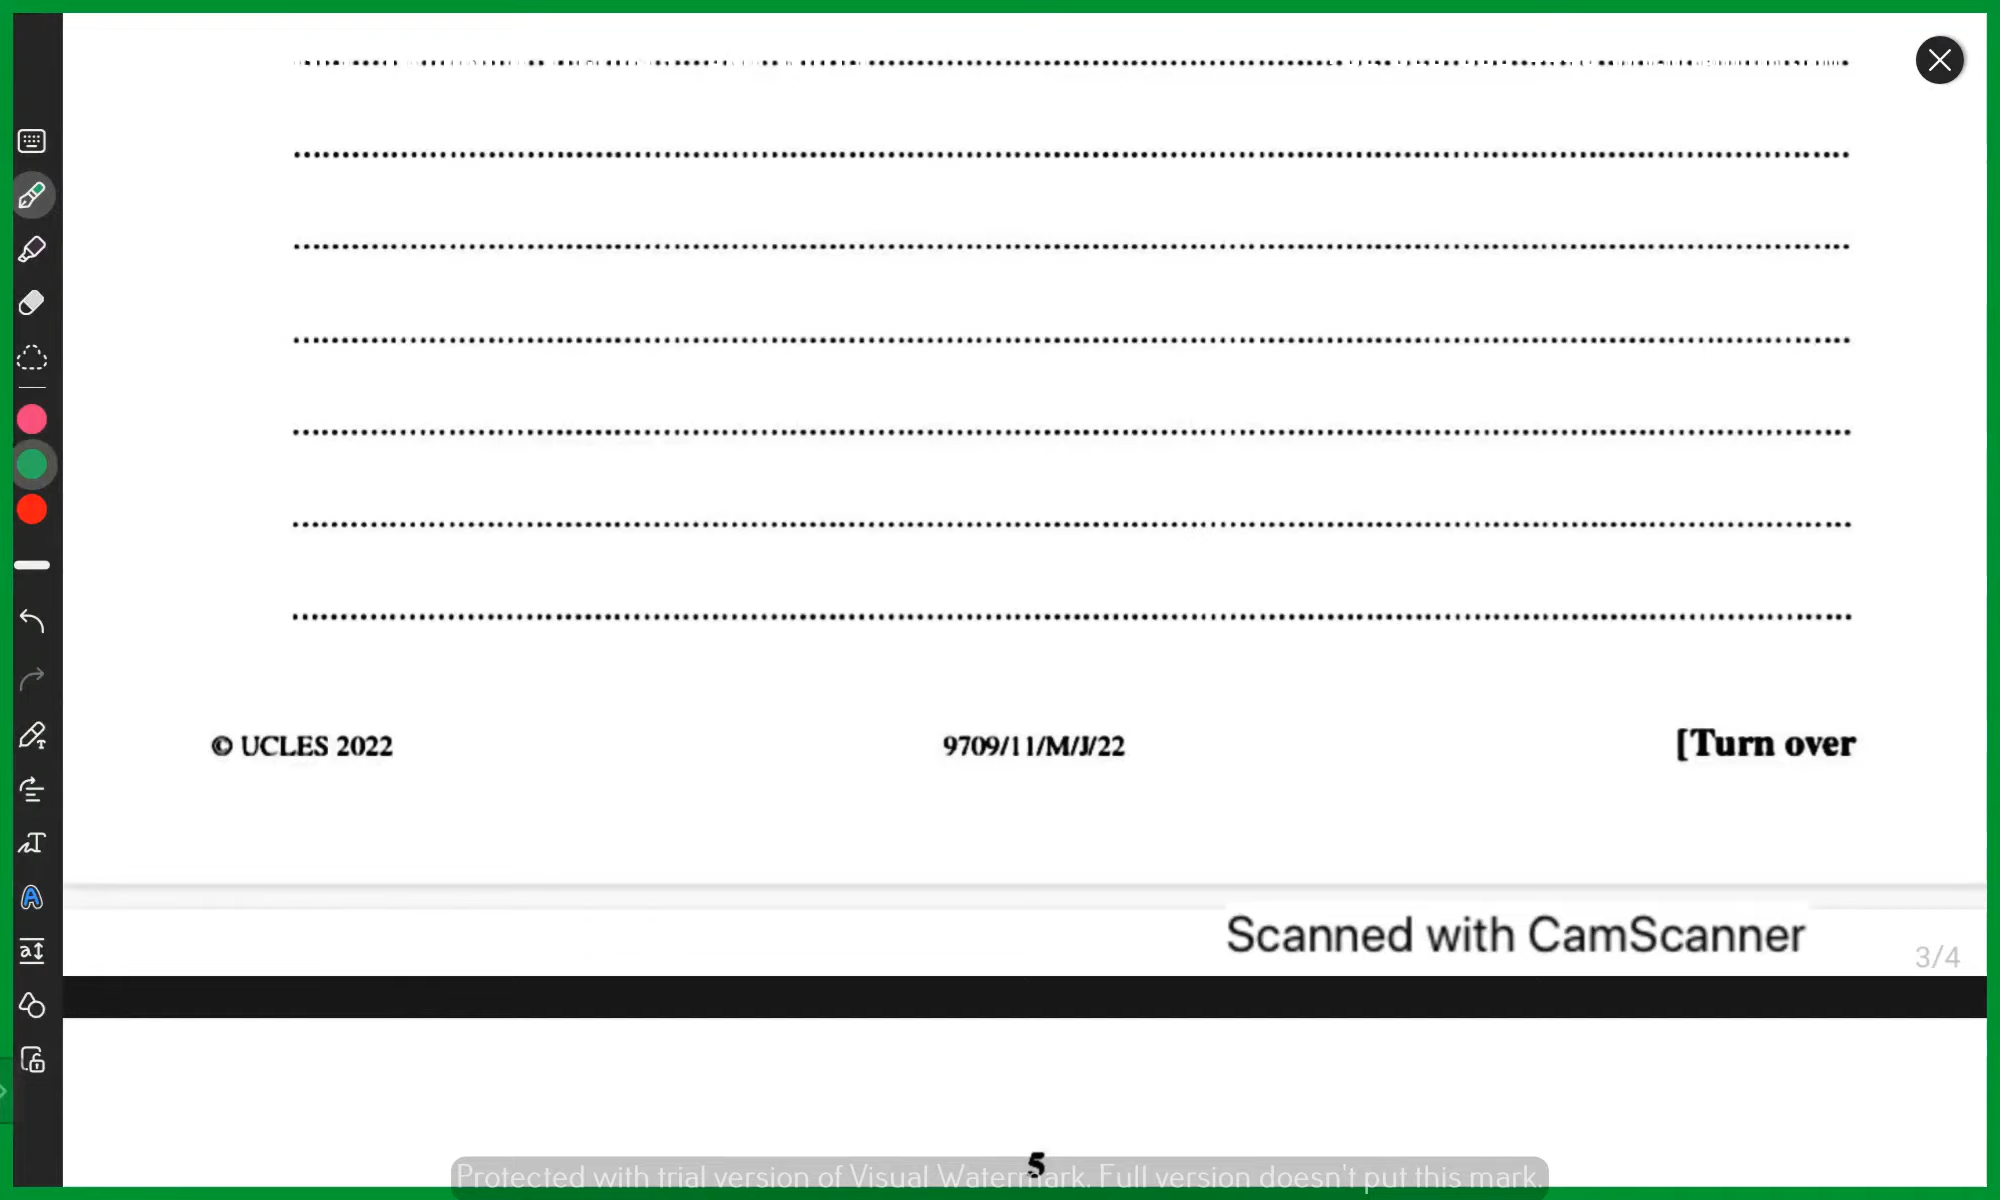 © UCLES 2022
9709/11/M/J/22
[Turn over
Scanned with CamScanner
3/4
5
Protected with trial version of Visual Watermark. Full version doesn't put this mark.